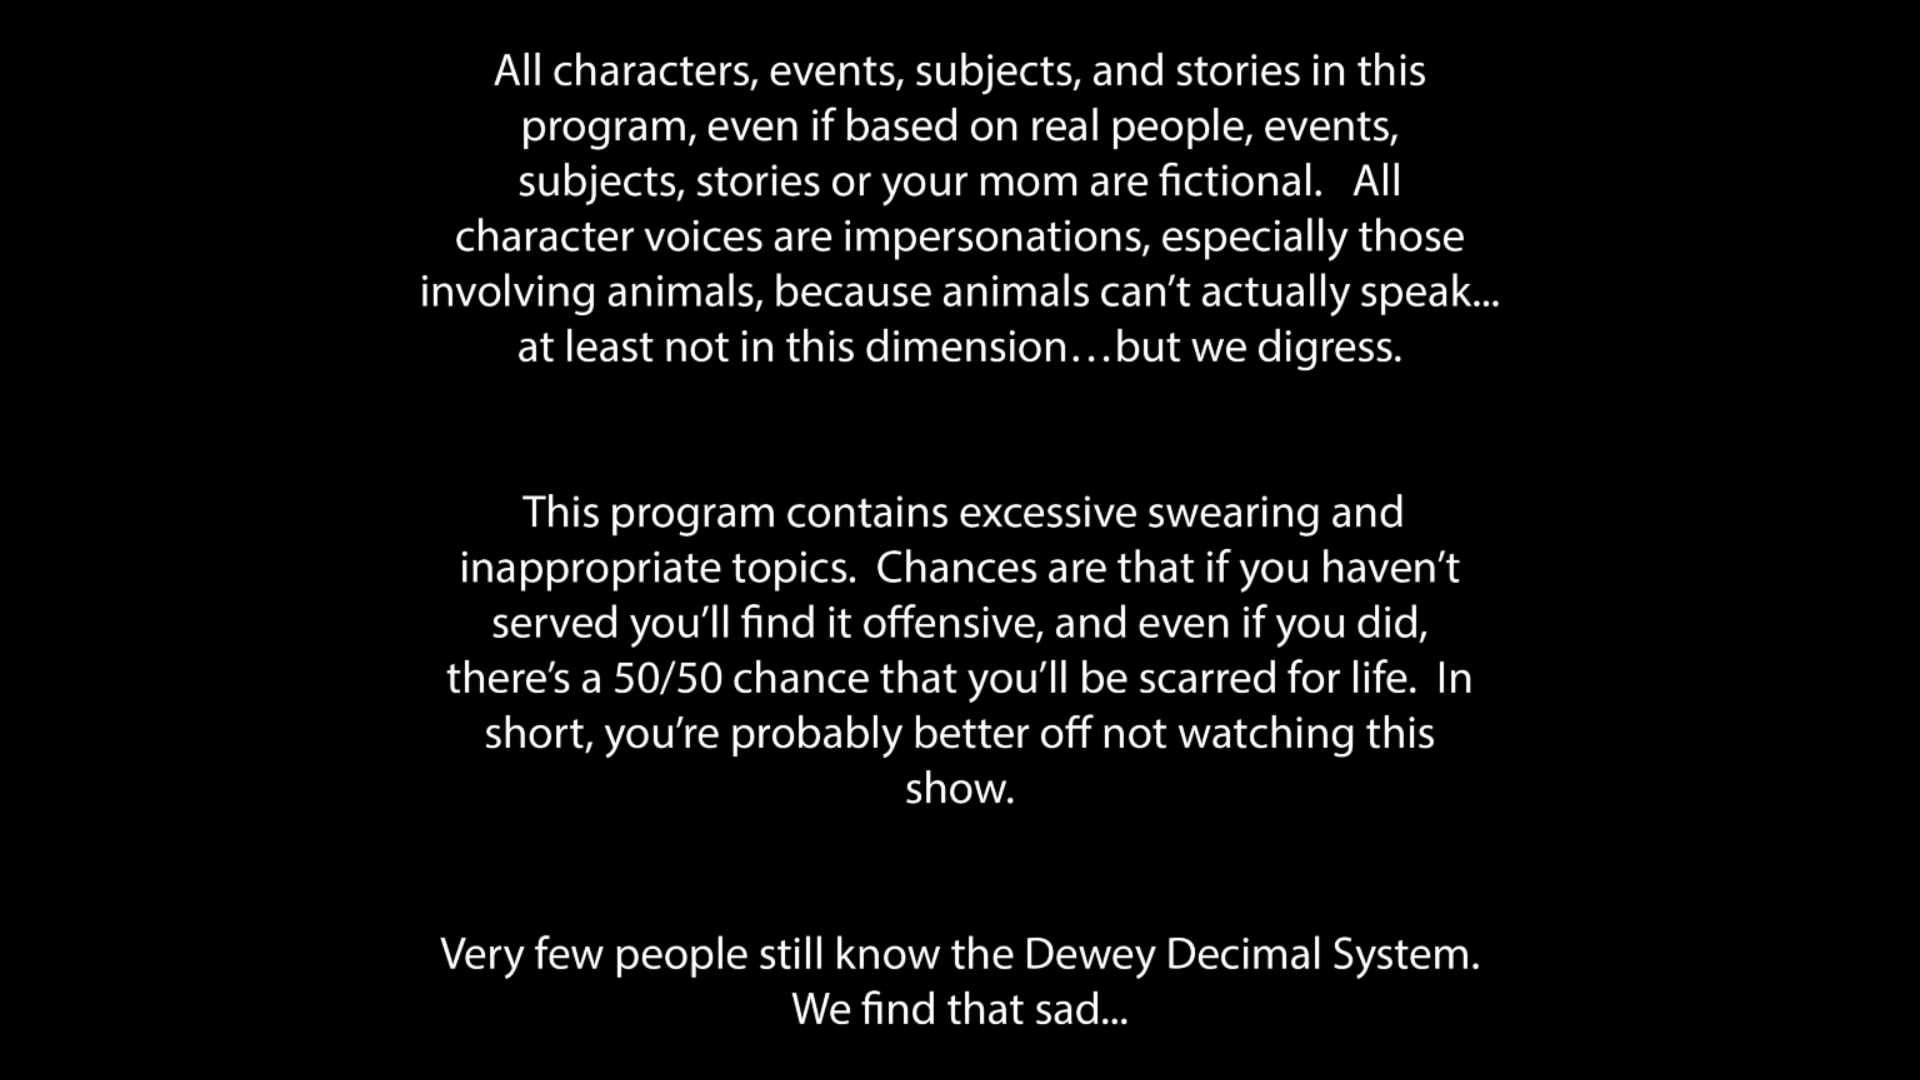 All characters, events, subjects, and stories in this
program, even if based on real people, events,
subjects, stories or your mom are fictional.   All
character voices are impersonations, especially those
involving animals, because animals can’t actually speak...
at least not in this dimension…but we digress.
This program contains excessive swearing and
inappropriate topics.  Chances are that if you haven’t
served you’ll find it offensive, and even if you did,
there’s a 50/50 chance that you’ll be scarred for life.  In
short, you’re probably better off not watching this
show.
Very few people still know the Dewey Decimal System.
We find that sad...